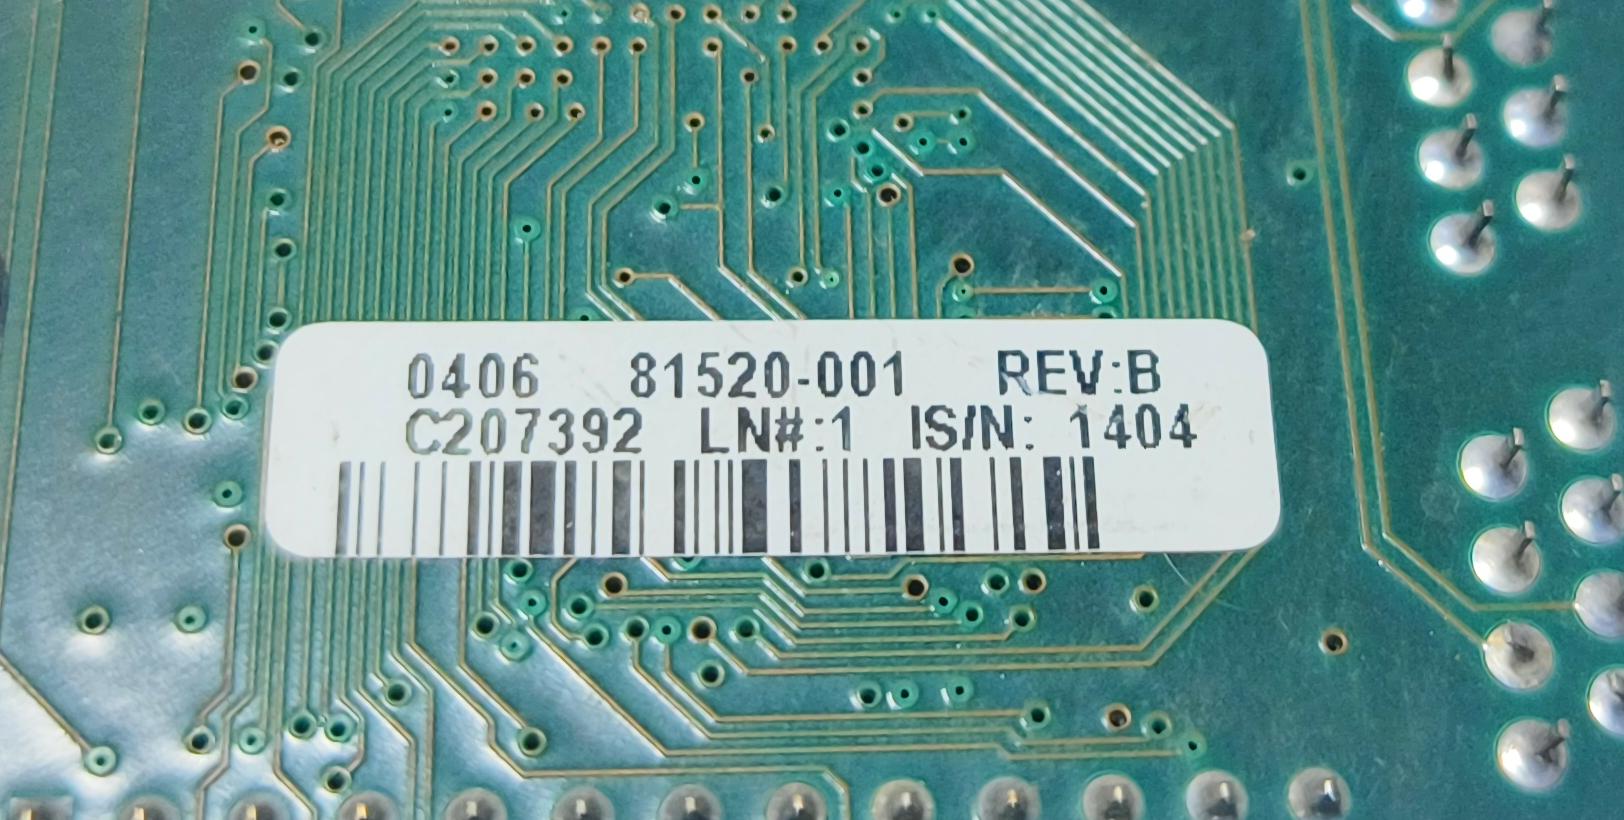 0406 81520-001 REV:B
C207392 LN#:1 IS/N: 1404